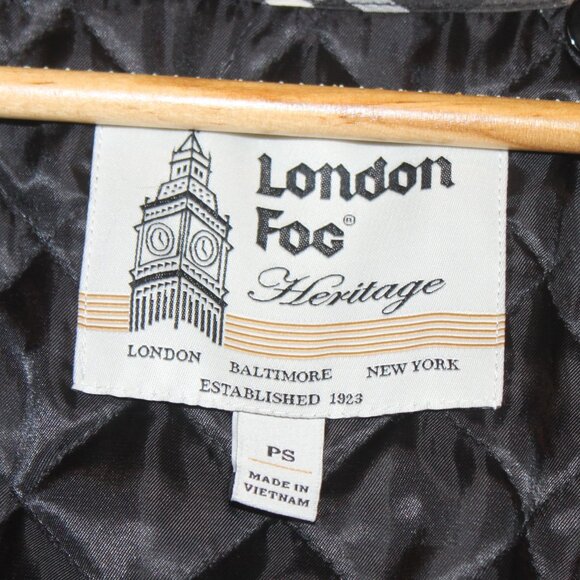 London
Fog®
Heritage
LONDON BALTIMORE NEW YORK
ESTABLISHED 1923
PS
MADE IN
VIETNAM